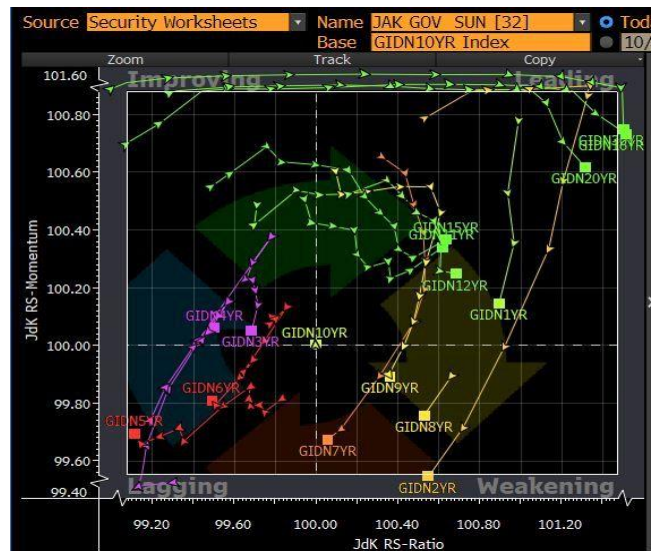 Source Security Worksheets Name JAK GOV SUN [32] Tod
Base GIDN10YR Index 10/
Zoom Track Copy
101.60 Improving Leading
100.80
GIDN20YR
100.60
100.40 GIDN15YR
GIDN12YR
100.20
GIDN4YR
GIDN3YR GIDN10YR GIDN1YR
100.00
GIDN6YR GIDN9YR
99.80
GIDN5YR GIDN8YR
GIDN7YR
99.60
GIDN2YR
99.40 Lagging Weakening
99.20 99.60 100.00 100.40 100.80 101.20
JdK RS-Ratio
JdK RS-Momentum